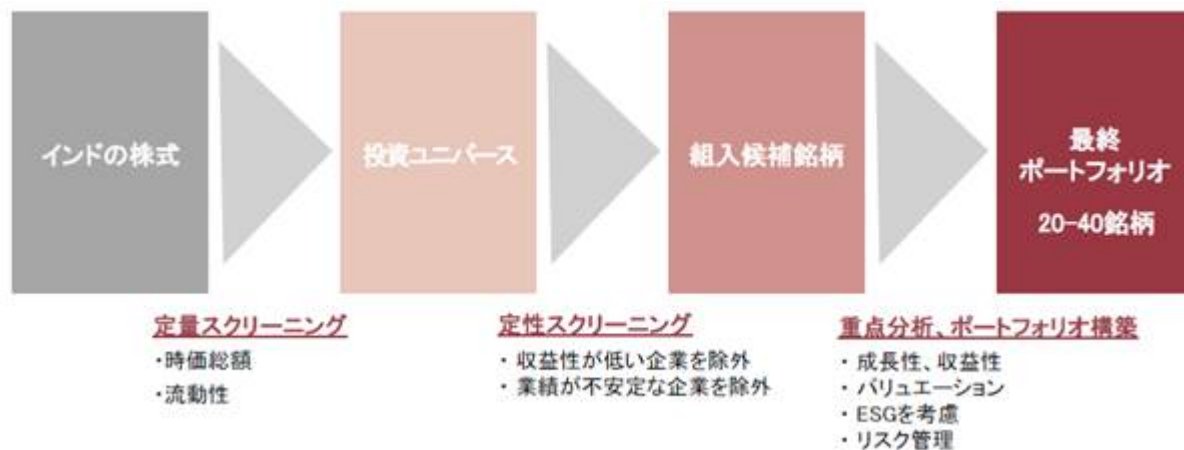 インドの株式
投資ユニバース
組入候補銘柄
最終
ポートフォリオ
20-40銘柄
定量スクリーニング
・時価総額
・流動性
定性スクリーニング
・ 収益性が低い企業を除外
・ 業績が不安定な企業を除外
重点分析、ポートフォリオ構築
・ 成長性、収益性
・ バリュエーション
・ ESGを考慮
・ リスク管理